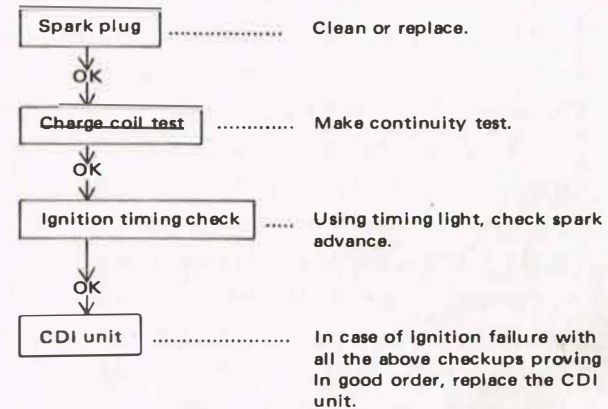 Spark plug ............... Clean or replace.
OK
Charge coil test ............ Make continuity test.
OK
Ignition timing check ..... Using timing light, check spark
advance.
OK
CDI unit ...................... In case of ignition failure with
all the above checkups proving
In good order, replace the CDI
unit.